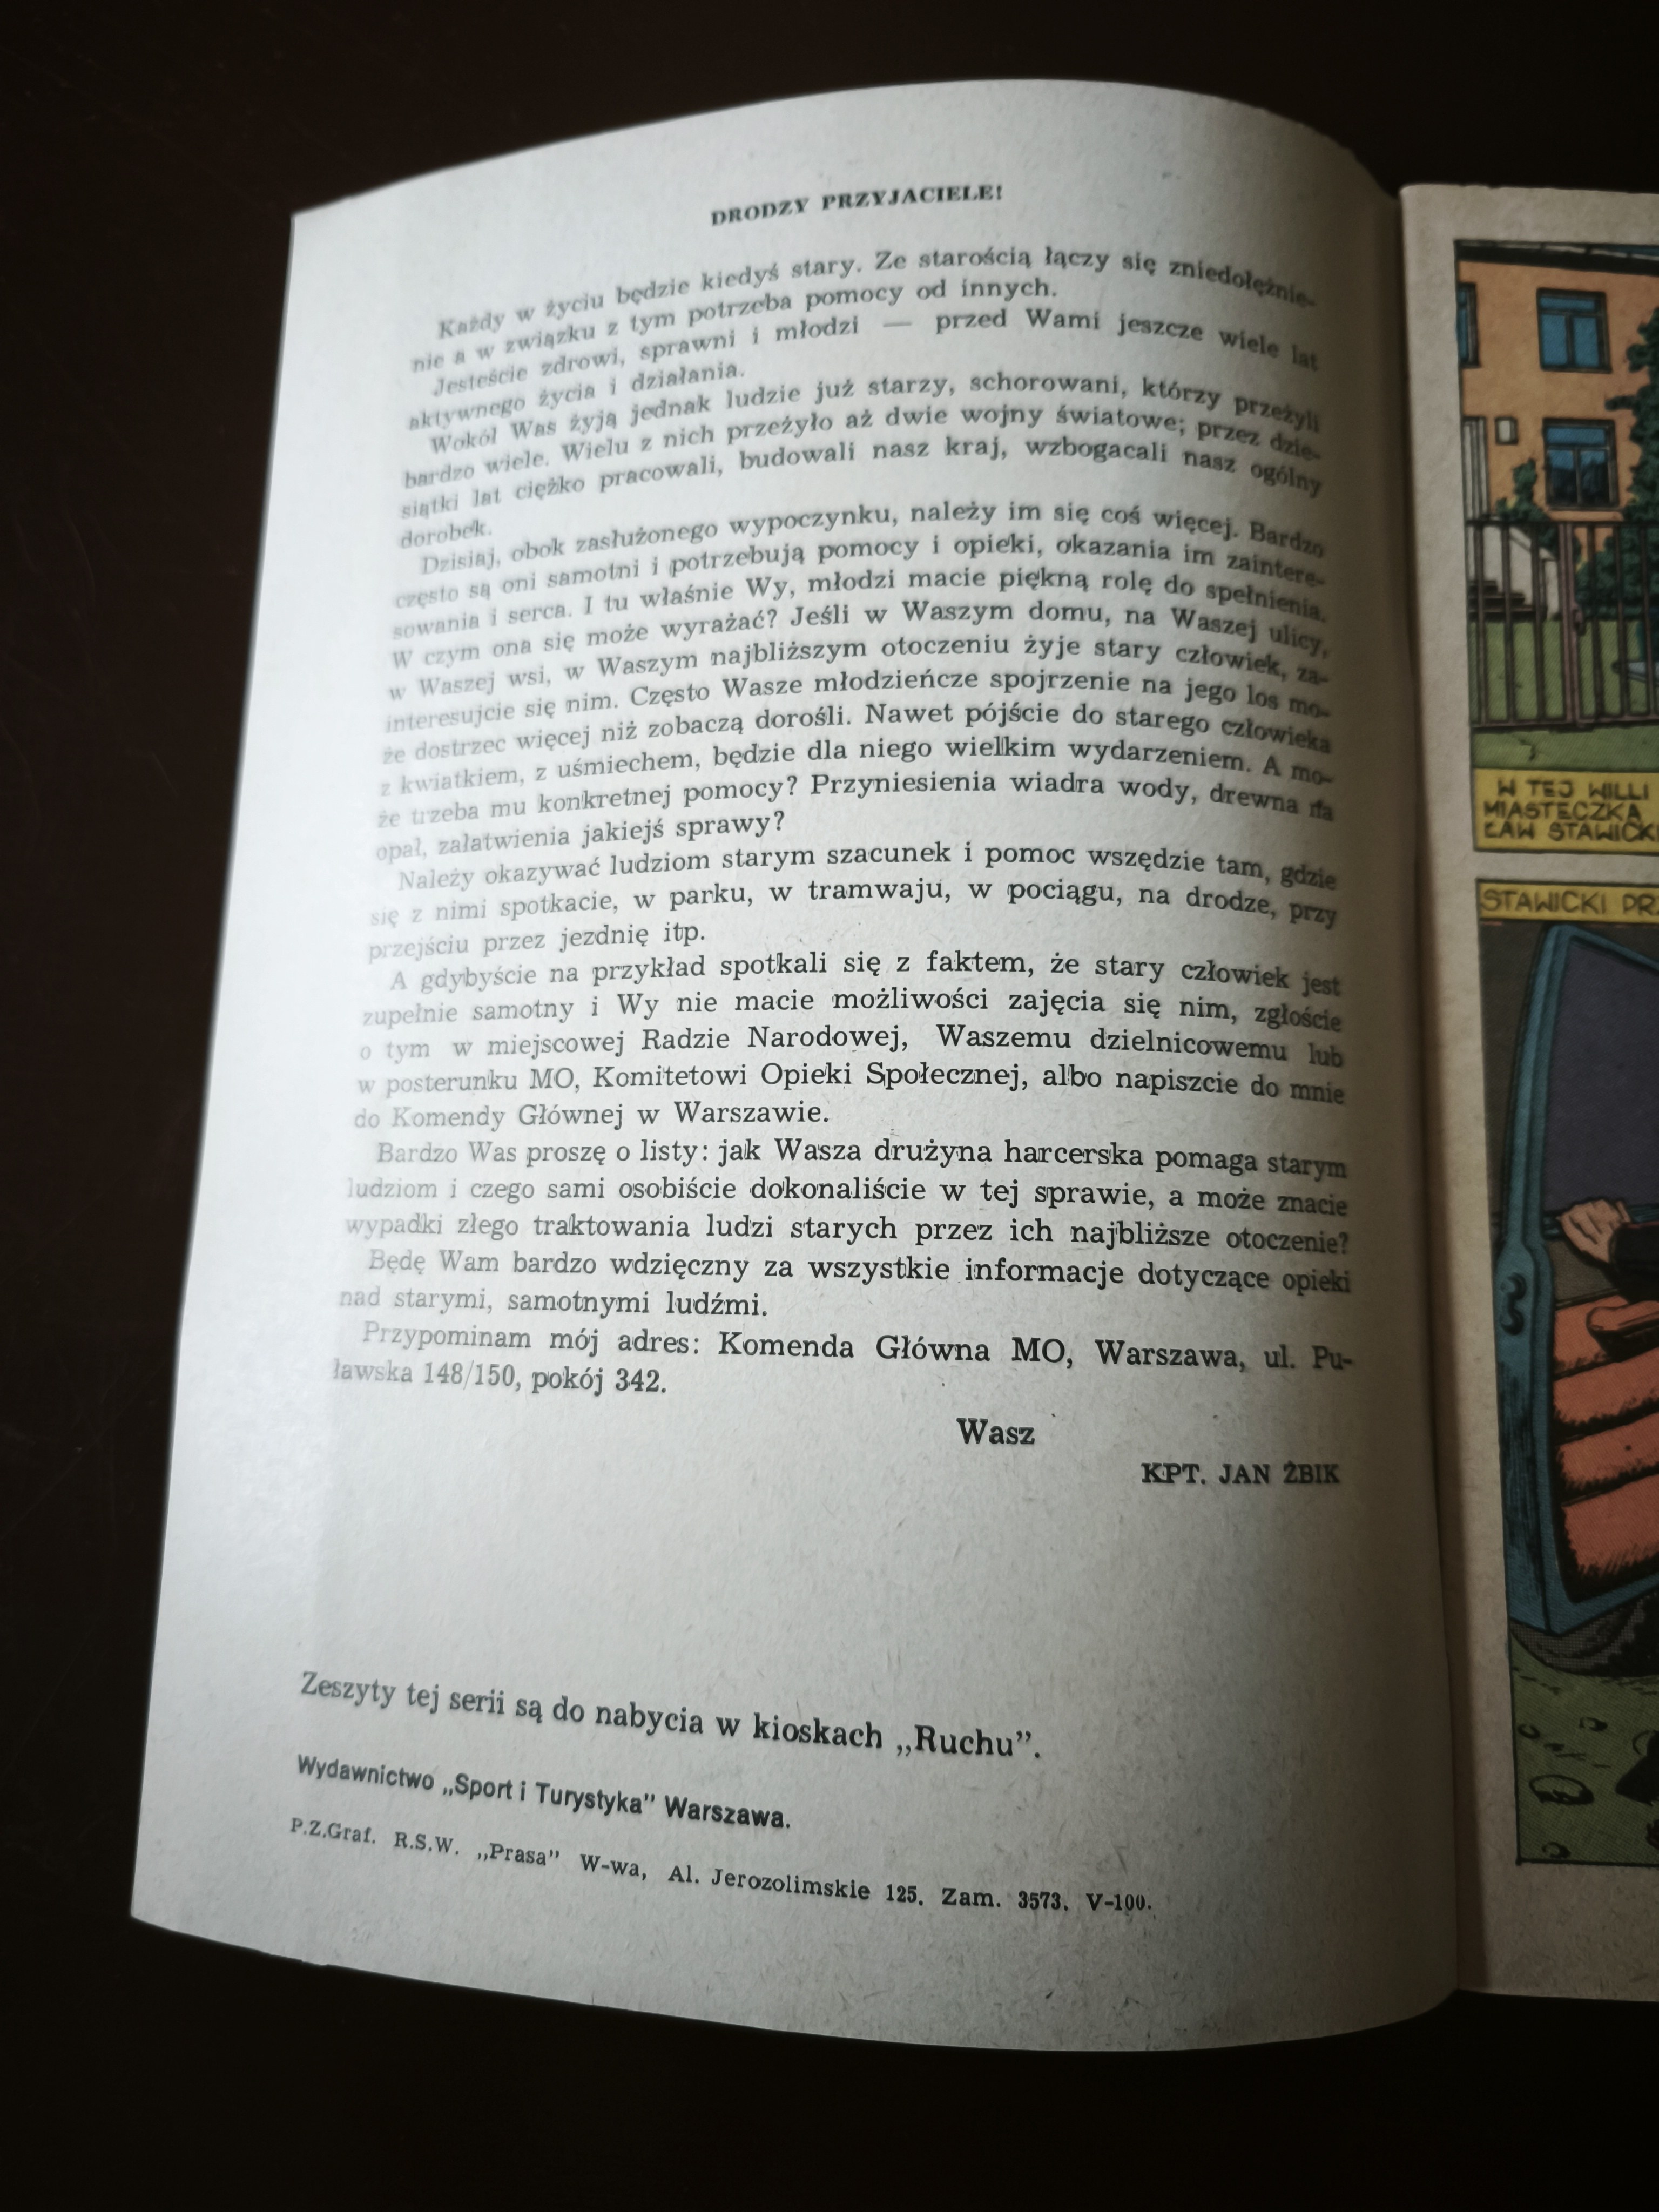 DRODZY PRZYJACIELE!
Każdy w życiu będzie kiedyś stary. Ze starością łączy się zniedołężnie-
nie a w związku z tym potrzeba pomocy od innych.
Jesteście zdrowi, sprawni i młodzi — przed Wami jeszcze wiele lat
aktywnego życia i działania.
Wokół Was żyją jednak ludzie już starzy, schorowani, którzy przeżyli
bardzo wiele. Wielu z nich przeżyło aż dwie wojny światowe; przez dzie-
siątki lat ciężko pracowali, budowali nasz kraj, wzbogacali nasz ogólny
dorobek.
Dzisiaj, obok zasłużonego wypoczynku, należy im się coś więcej. Bardzo
często są oni samotni i potrzebują pomocy i opieki, okazania im zaintere-
sowania i serca. I tu właśnie Wy, młodzi macie piękną rolę do spełnienia.
W czym ona się może wyrażać? Jeśli w Waszym domu, na Waszej ulicy,
w Waszej wsi, w Waszym najbliższym otoczeniu żyje stary człowiek, za-
interesujcie się nim. Często Wasze młodzieńcze spojrzenie na jego los mo-
że dostrzec więcej niż zobaczą dorośli. Nawet pójście do starego człowieka
z kwiatkiem, z uśmiechem, będzie dla niego wielkim wydarzeniem. A mo-
że trzeba mu konkretnej pomocy? Przyniesienia wiadra wody, drewna na
opał, załatwienia jakiejś sprawy?
Należy okazywać ludziom starym szacunek i pomoc wszędzie tam, gdzie
się z nimi spotkacie, w parku, w tramwaju, w pociągu, na drodze, przy
przejściu przez jezdnię itp.
A gdybyście na przykład spotkali się z faktem, że stary człowiek jest
zupełnie samotny i Wy nie macie możliwości zajęcia się nim, zgłoście
o tym w miejscowej Radzie Narodowej, Waszemu dzielnicowemu lub
w posterunku MO, Komitetowi Opieki Społecznej, albo napiszcie do mnie
do Komendy Głównej w Warszawie.
Bardzo Was proszę o listy: jak Wasza drużyna harcerska pomaga starym
ludziom i czego sami osobiście dokonaliście w tej sprawie, a może znacie
wypadki złego traktowania ludzi starych przez ich najbliższe otoczenie?
Będę Wam bardzo wdzięczny za wszystkie informacje dotyczące opieki
nad starymi, samotnymi ludźmi.
Przypominam mój adres: Komenda Główna MO, Warszawa, ul. Pu-
ławska 148/150, pokój 342.
Wasz
KPT. JAN ŻBIK
Zeszyty tej serii są do nabycia w kioskach „Ruchu”.
Wydawnictwo „Sport i Turystyka” Warszawa.
P.Z.Graf. R.S.W. „Prasa” W-wa, Al. Jerozolimskie 125. Zam. 3573. V-100.
W TEJ WILLI
MIASTECZKA
ŁAW STAWICKI
STAWICKI